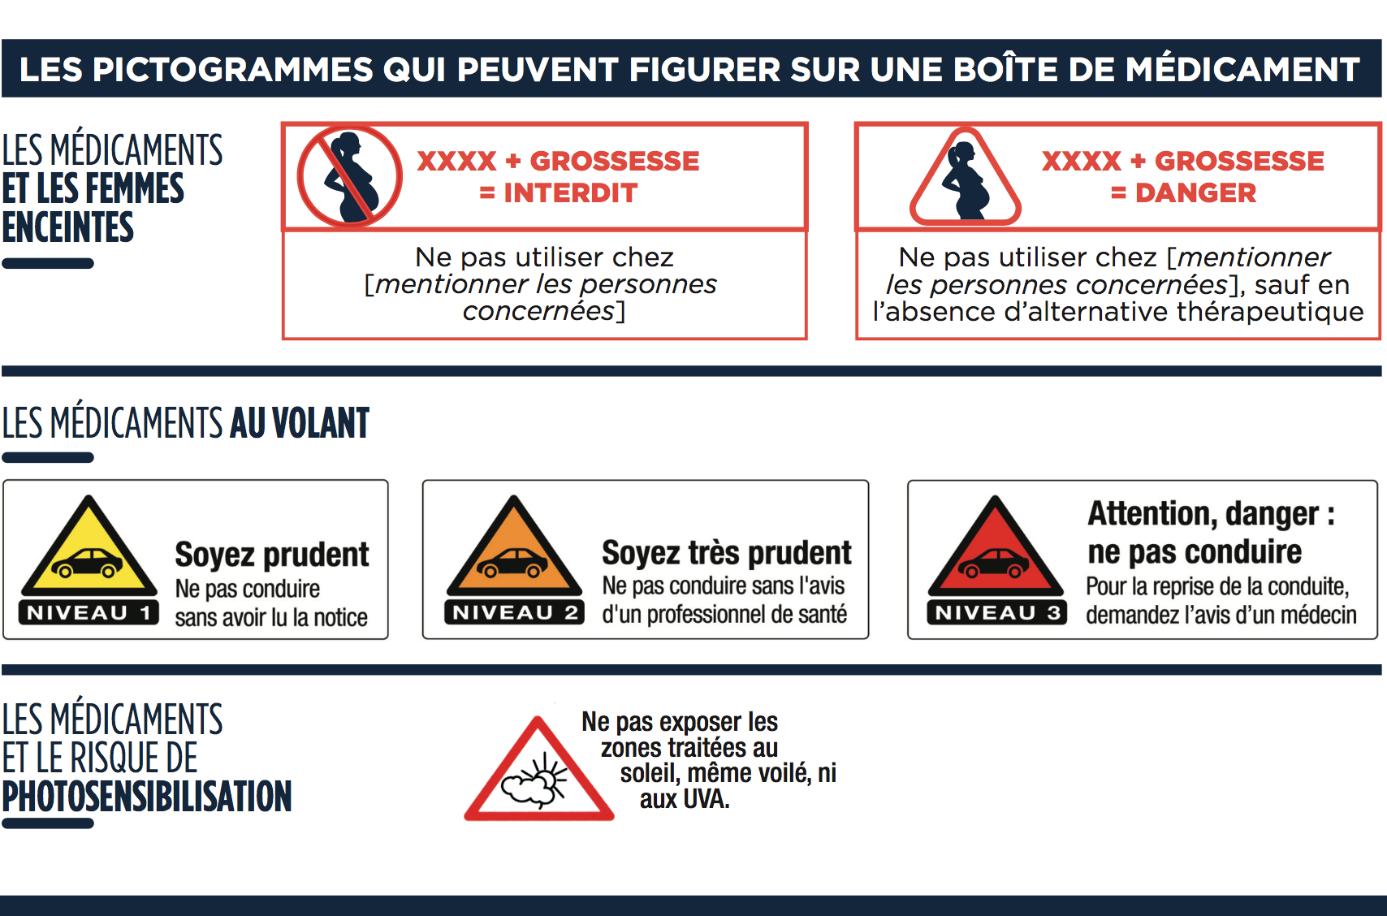 LES PICTOGRAMMES QUI PEUVENT FIGURER SUR UNE BOÎTE DE MÉDICAMENT
LES MÉDICAMENTS
ET LES FEMMES
ENCEINTES
XXXX + GROSSESSE
= INTERDIT
Ne pas utiliser chez
[mentionner les personnes
concernées]
XXXX + GROSSESSE
= DANGER
Ne pas utiliser chez [mentionner
les personnes concernées], sauf en
l’absence d’alternative thérapeutique
LES MÉDICAMENTS AU VOLANT
NIVEAU 1
Soyez prudent
Ne pas conduire
sans avoir lu la notice
NIVEAU 2
Soyez très prudent
Ne pas conduire sans l'avis
d'un professionnel de santé
NIVEAU 3
Attention, danger :
ne pas conduire
Pour la reprise de la conduite,
demandez l’avis d’un médecin
LES MÉDICAMENTS
ET LE RISQUE DE
PHOTOSENSIBILISATION
Ne pas exposer les
zones traitées au
soleil, même voilé, ni
aux UVA.